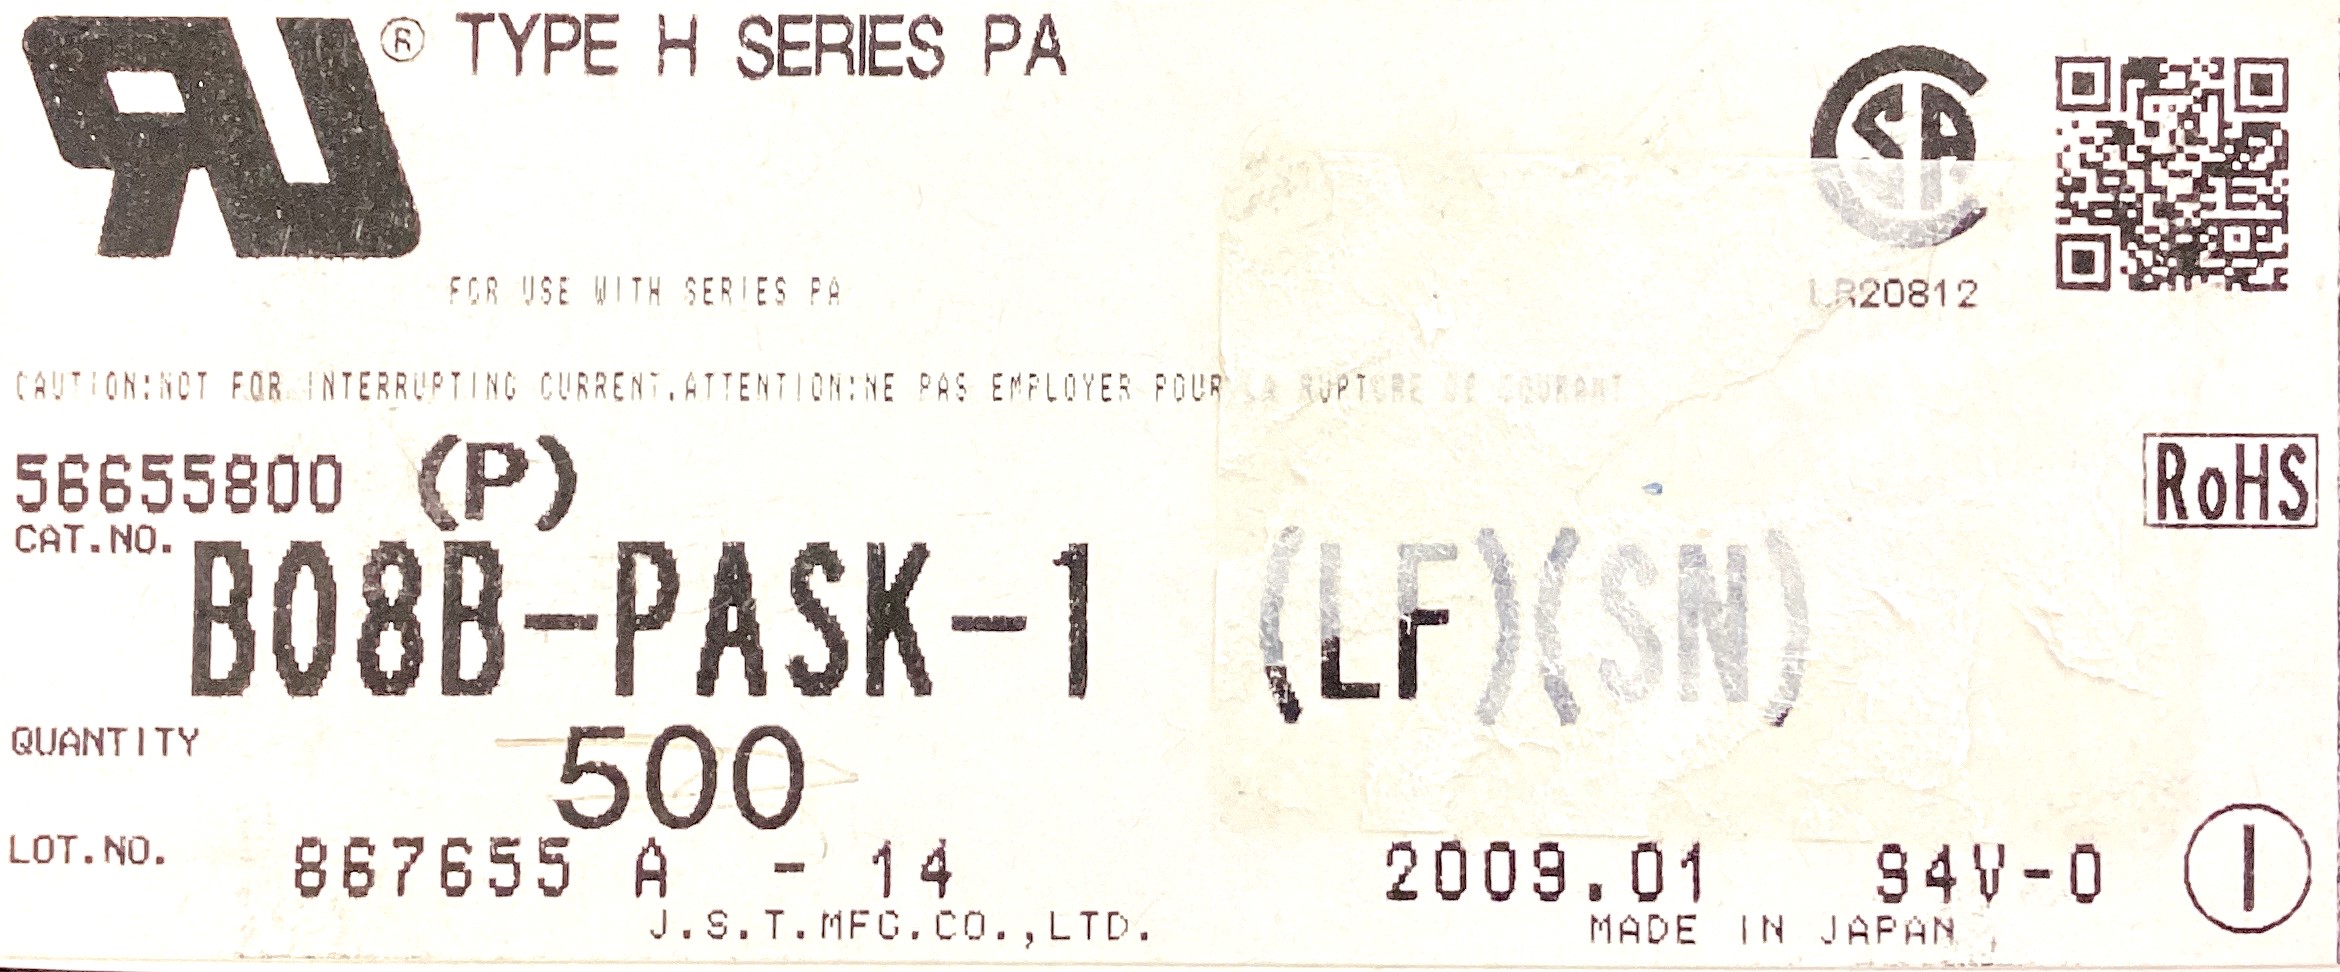 ® TYPE H SERIES PA
FOR USE WITH SERIES PA
LR20812
CAUTION:NOT FOR INTERRUPTING CURRENT.ATTENTION:NE PAS EMPLOYER POUR LA RUPTURE DE COURANT
56655800 (P)
RoHS
CAT.NO. B08B-PASK-1 (LF)(SN)
QUANTITY 500
LOT.NO. 867655 A - 14 2009.01 94V-0
J.S.T.MFG.CO.,LTD. MADE IN JAPAN